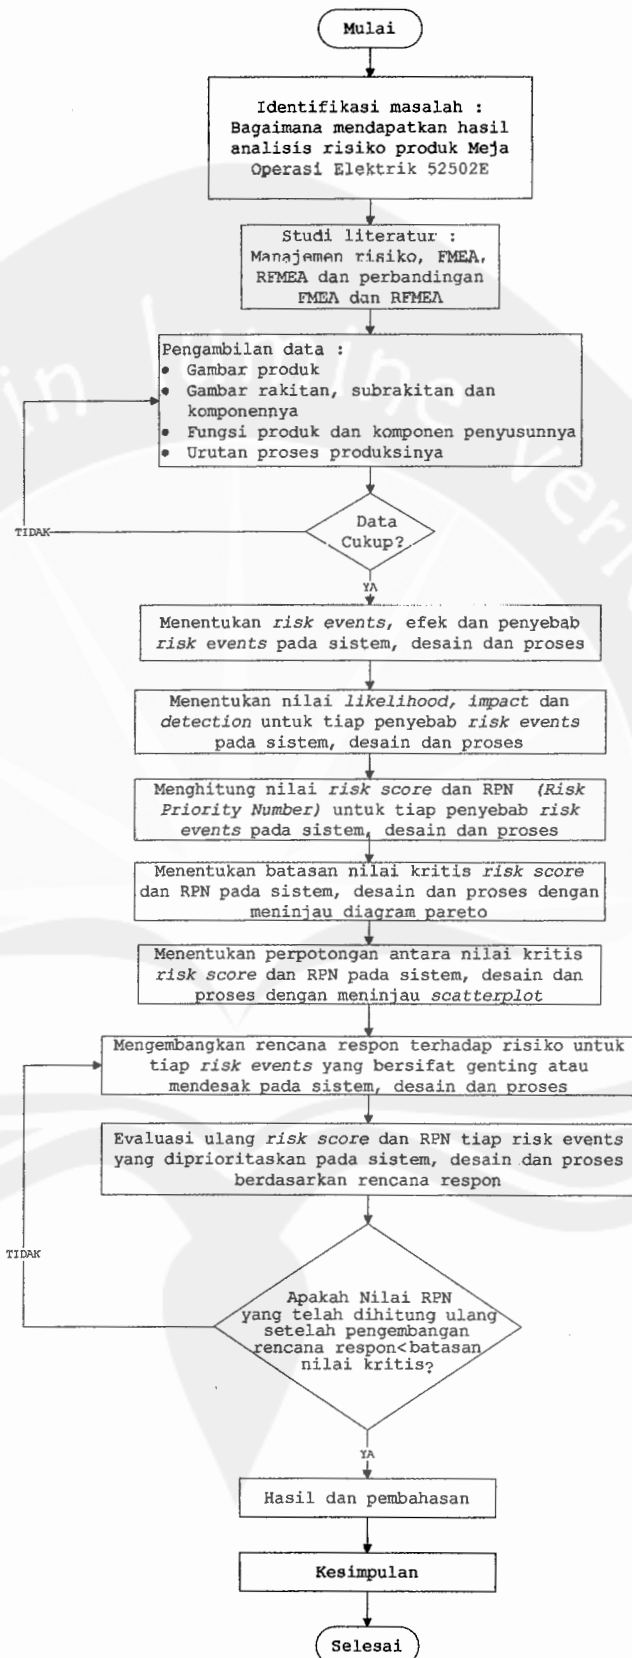 Mulai
Identifikasi masalah :
Bagaimana mendapatkan hasil
analisis risiko produk Meja
Operasi Elektrik 52502E
Studi literatur :
Manajemen risiko, FMEA,
RFMEA dan perbandingan
FMEA dan RFMEA
Pengambilan data :
• Gambar produk
• Gambar rakitan, subrakitan dan
komponennya
• Fungsi produk dan komponen penyusunnya
• Urutan proses produksinya
TIDAK
Data
Cukup?
YA
Menentukan risk events, efek dan penyebab
risk events pada sistem, desain dan proses
Menentukan nilai likelihood, impact dan
detection untuk tiap penyebab risk events
pada sistem, desain dan proses
Menghitung nilai risk score dan RPN (Risk
Priority Number) untuk tiap penyebab risk
events pada sistem, desain dan proses
Menentukan batasan nilai kritis risk score
dan RPN pada sistem, desain dan proses dengan
meninjau diagram pareto
Menentukan perpotongan antara nilai kritis
risk score dan RPN pada sistem, desain dan
proses dengan meninjau scatterplot
Mengembangkan rencana respon terhadap risiko untuk
tiap risk events yang bersifat genting atau
mendesak pada sistem, desain dan proses
Evaluasi ulang risk score dan RPN tiap risk events
yang diprioritaskan pada sistem, desain dan proses
berdasarkan rencana respon
TIDAK
Apakah Nilai RPN
yang telah dihitung ulang
setelah pengembangan
rencana respon<batasan
nilai kritis?
YA
Hasil dan pembahasan
Kesimpulan
Selesai
in lumine veri